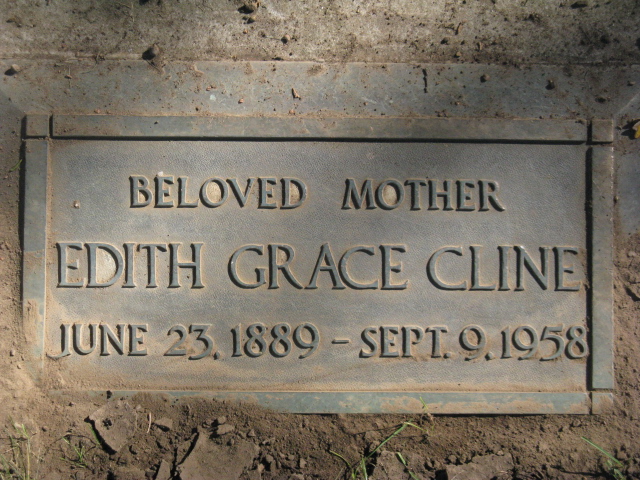 BELOVED MOTHER
EDITH GRACE CLINE
JUNE 23, 1889 - SEPT. 9, 1958